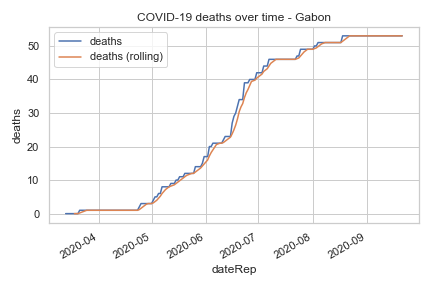 COVID-19 deaths over time - Gabon
deaths
deaths (rolling)
deaths
50
40
30
20
10
0
2020-04
2020-05
2020-06
2020-07
2020-08
2020-09
dateRep